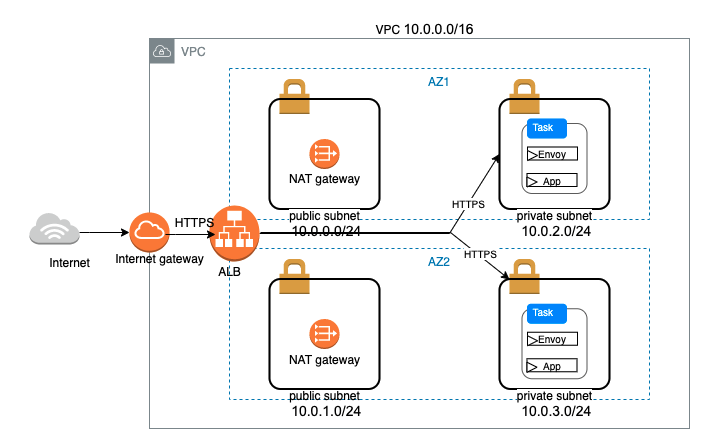 VPC 10.0.0.0/16
VPC
AZ1
Task
Envoy
App
NAT gateway
public subnet
10.0.0.0/24
private subnet
10.0.2.0/24
HTTPS
HTTPS
Internet
Internet gateway
ALB
HTTPS
AZ2
Task
Envoy
App
NAT gateway
public subnet
10.0.1.0/24
private subnet
10.0.3.0/24